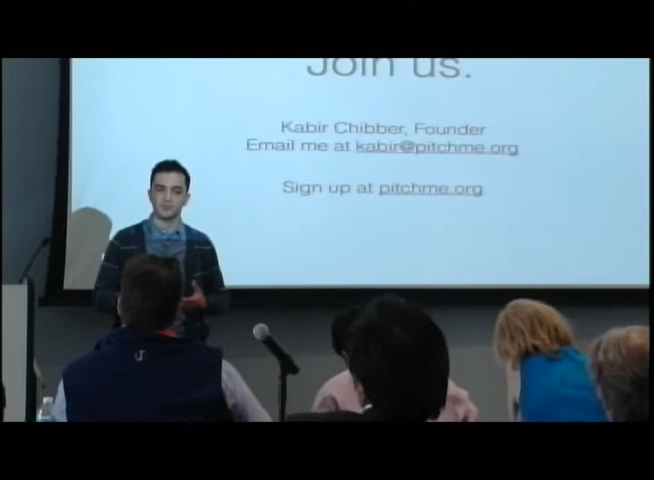 Join us.
Kabir Chibber, Founder
Email me at kabir@pitchme.org
Sign up at pitchme.org